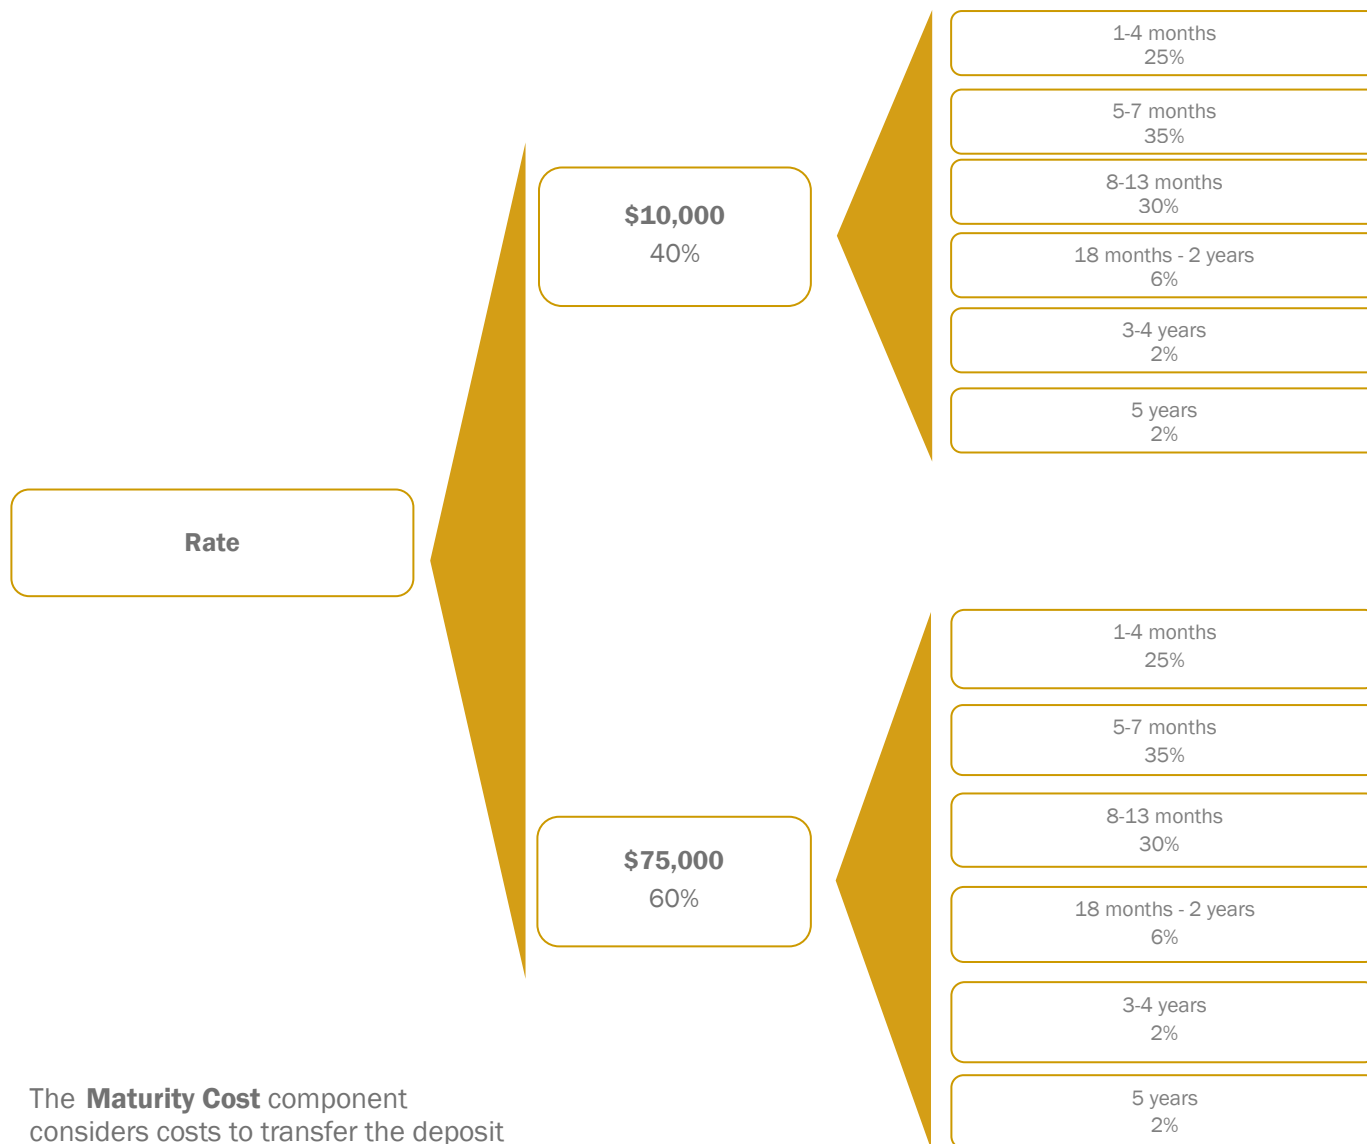 1-4 months
25%
5-7 months
35%
8-13 months
30%
18 months - 2 years
6%
3-4 years
2%
5 years
2%
$10,000
40%
Rate
1-4 months
25%
5-7 months
35%
8-13 months
30%
18 months - 2 years
6%
3-4 years
2%
5 years
2%
$75,000
60%
The Maturity Cost component
considers costs to transfer the deposit